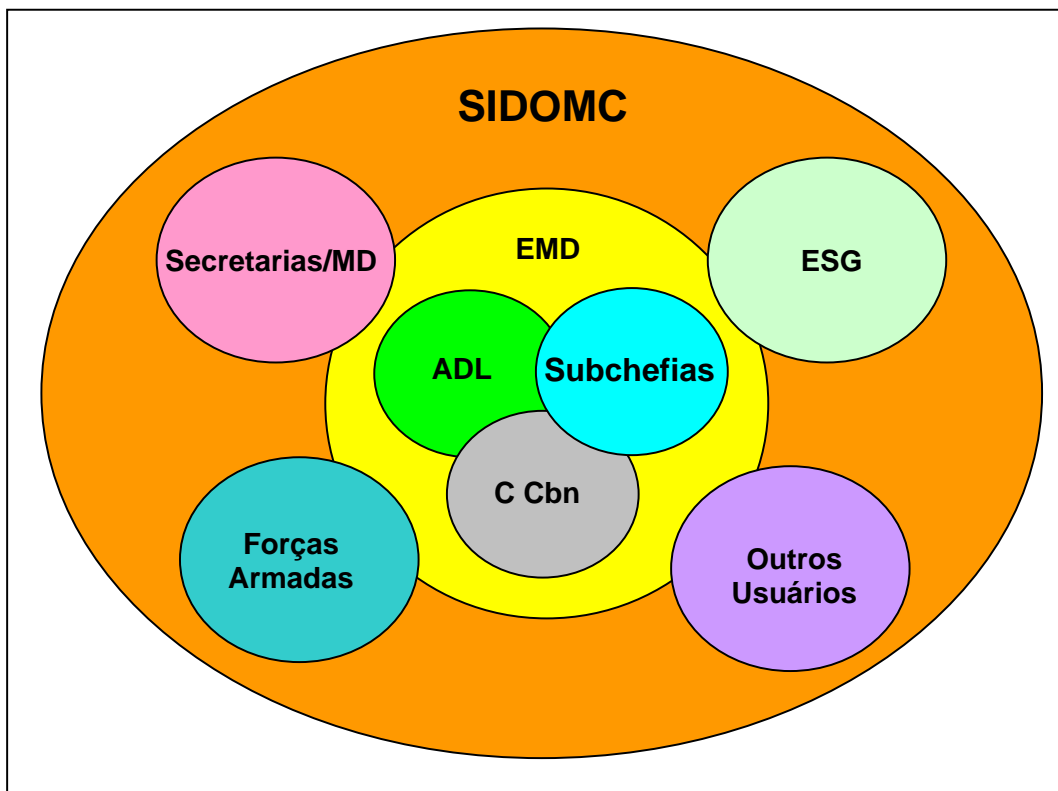 SIDOMC
Secretarias/MD
EMD
ESG
ADL
Subchefias
C Cbn
Forças
Armadas
Outros
Usuários